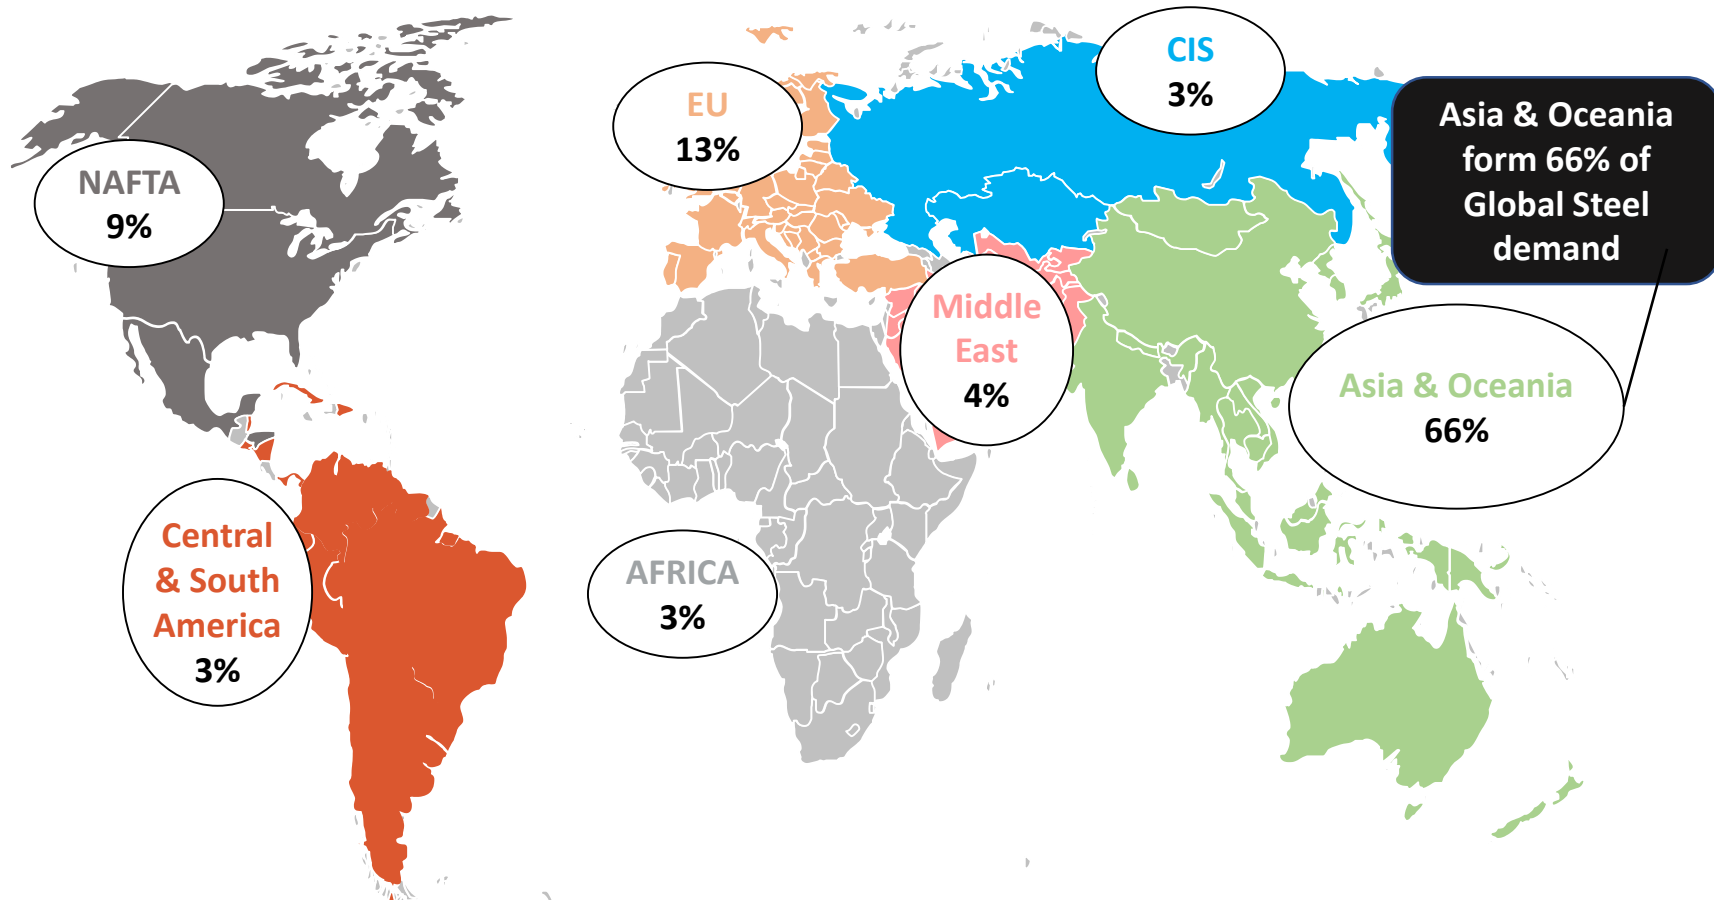 CIS
3%
EU
13%
Asia & Oceania
form 66% of
Global Steel
demand
NAFTA
9%
Middle
East
4%
Asia & Oceania
66%
Central
& South
America
3%
AFRICA
3%